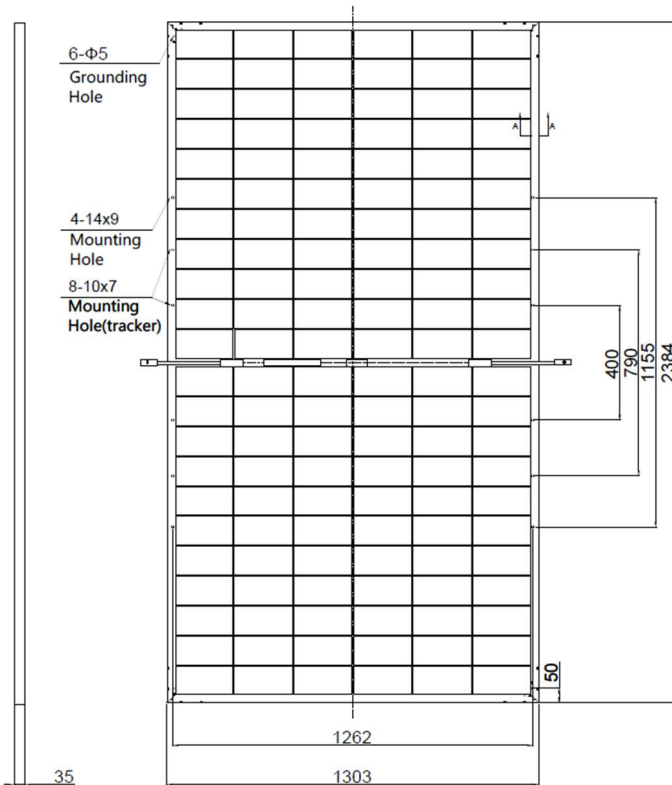 6-Φ5
Grounding
Hole
A
A
4-14x9
Mounting
Hole
8-10x7
Mounting
Hole(tracker)
400
790
1155
2384
50
1262
35
1303